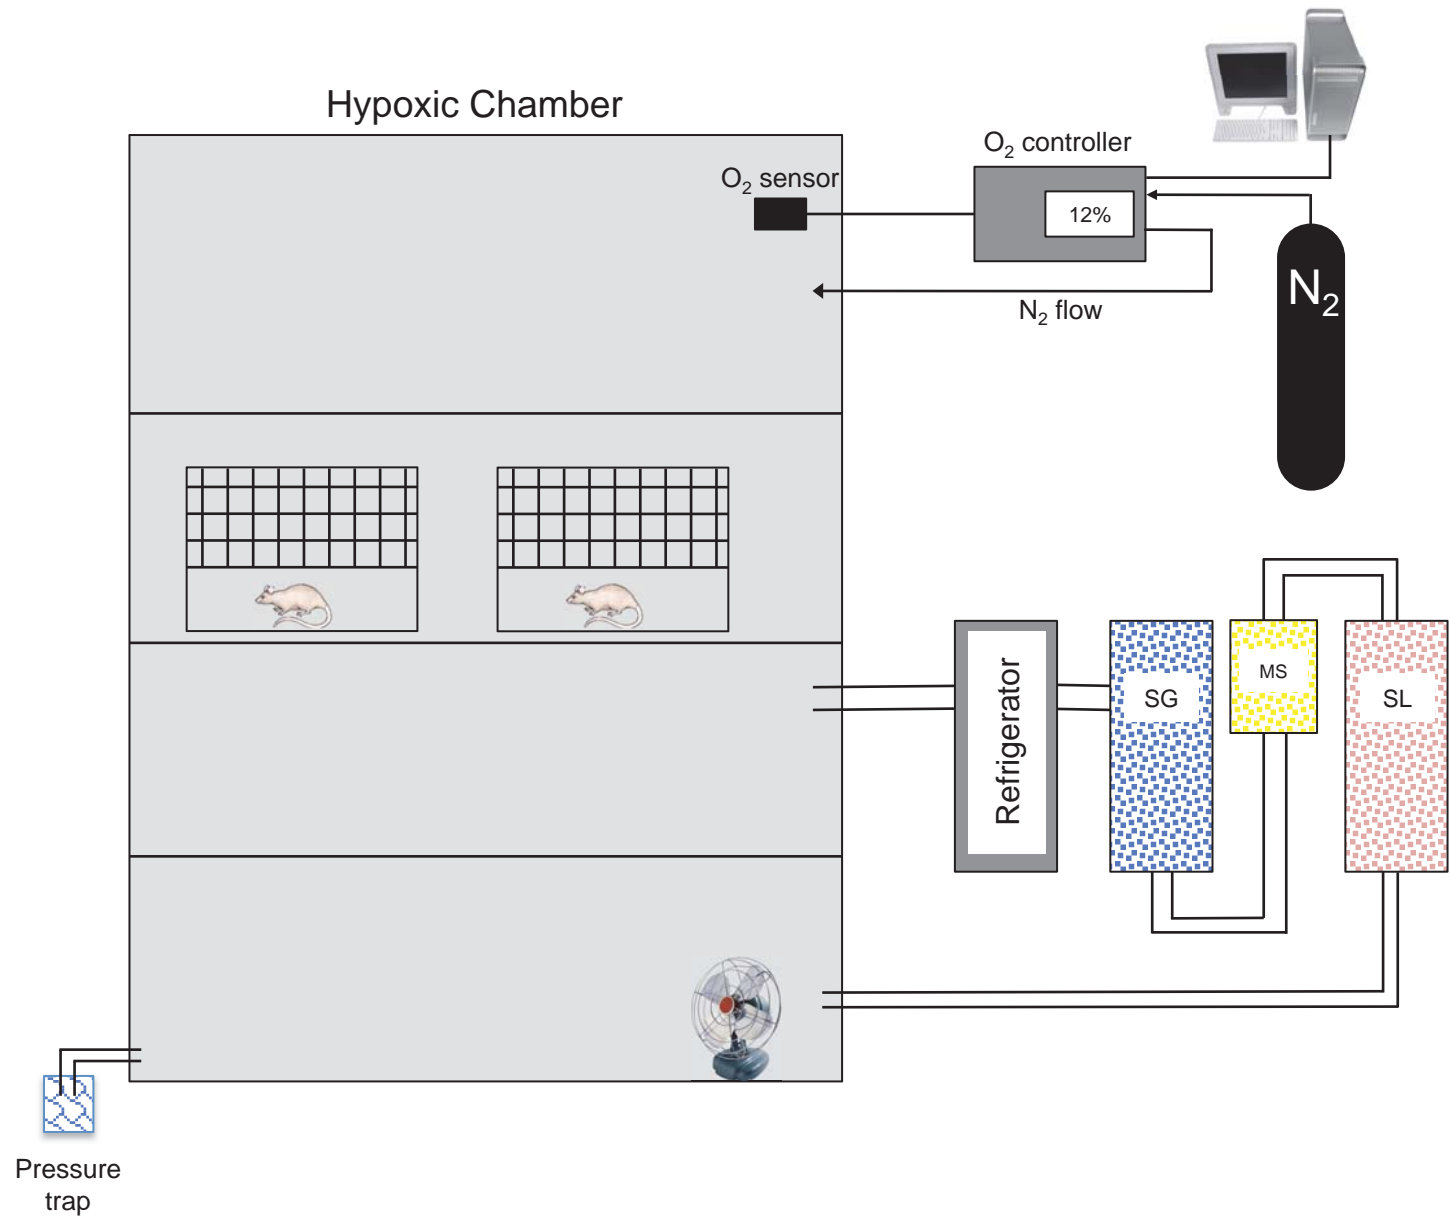 Hypoxic Chamber
O₂ controller
O₂ sensor
12%
N₂
N₂ flow
Refrigerator
SG
MS
SL
Pressure
trap